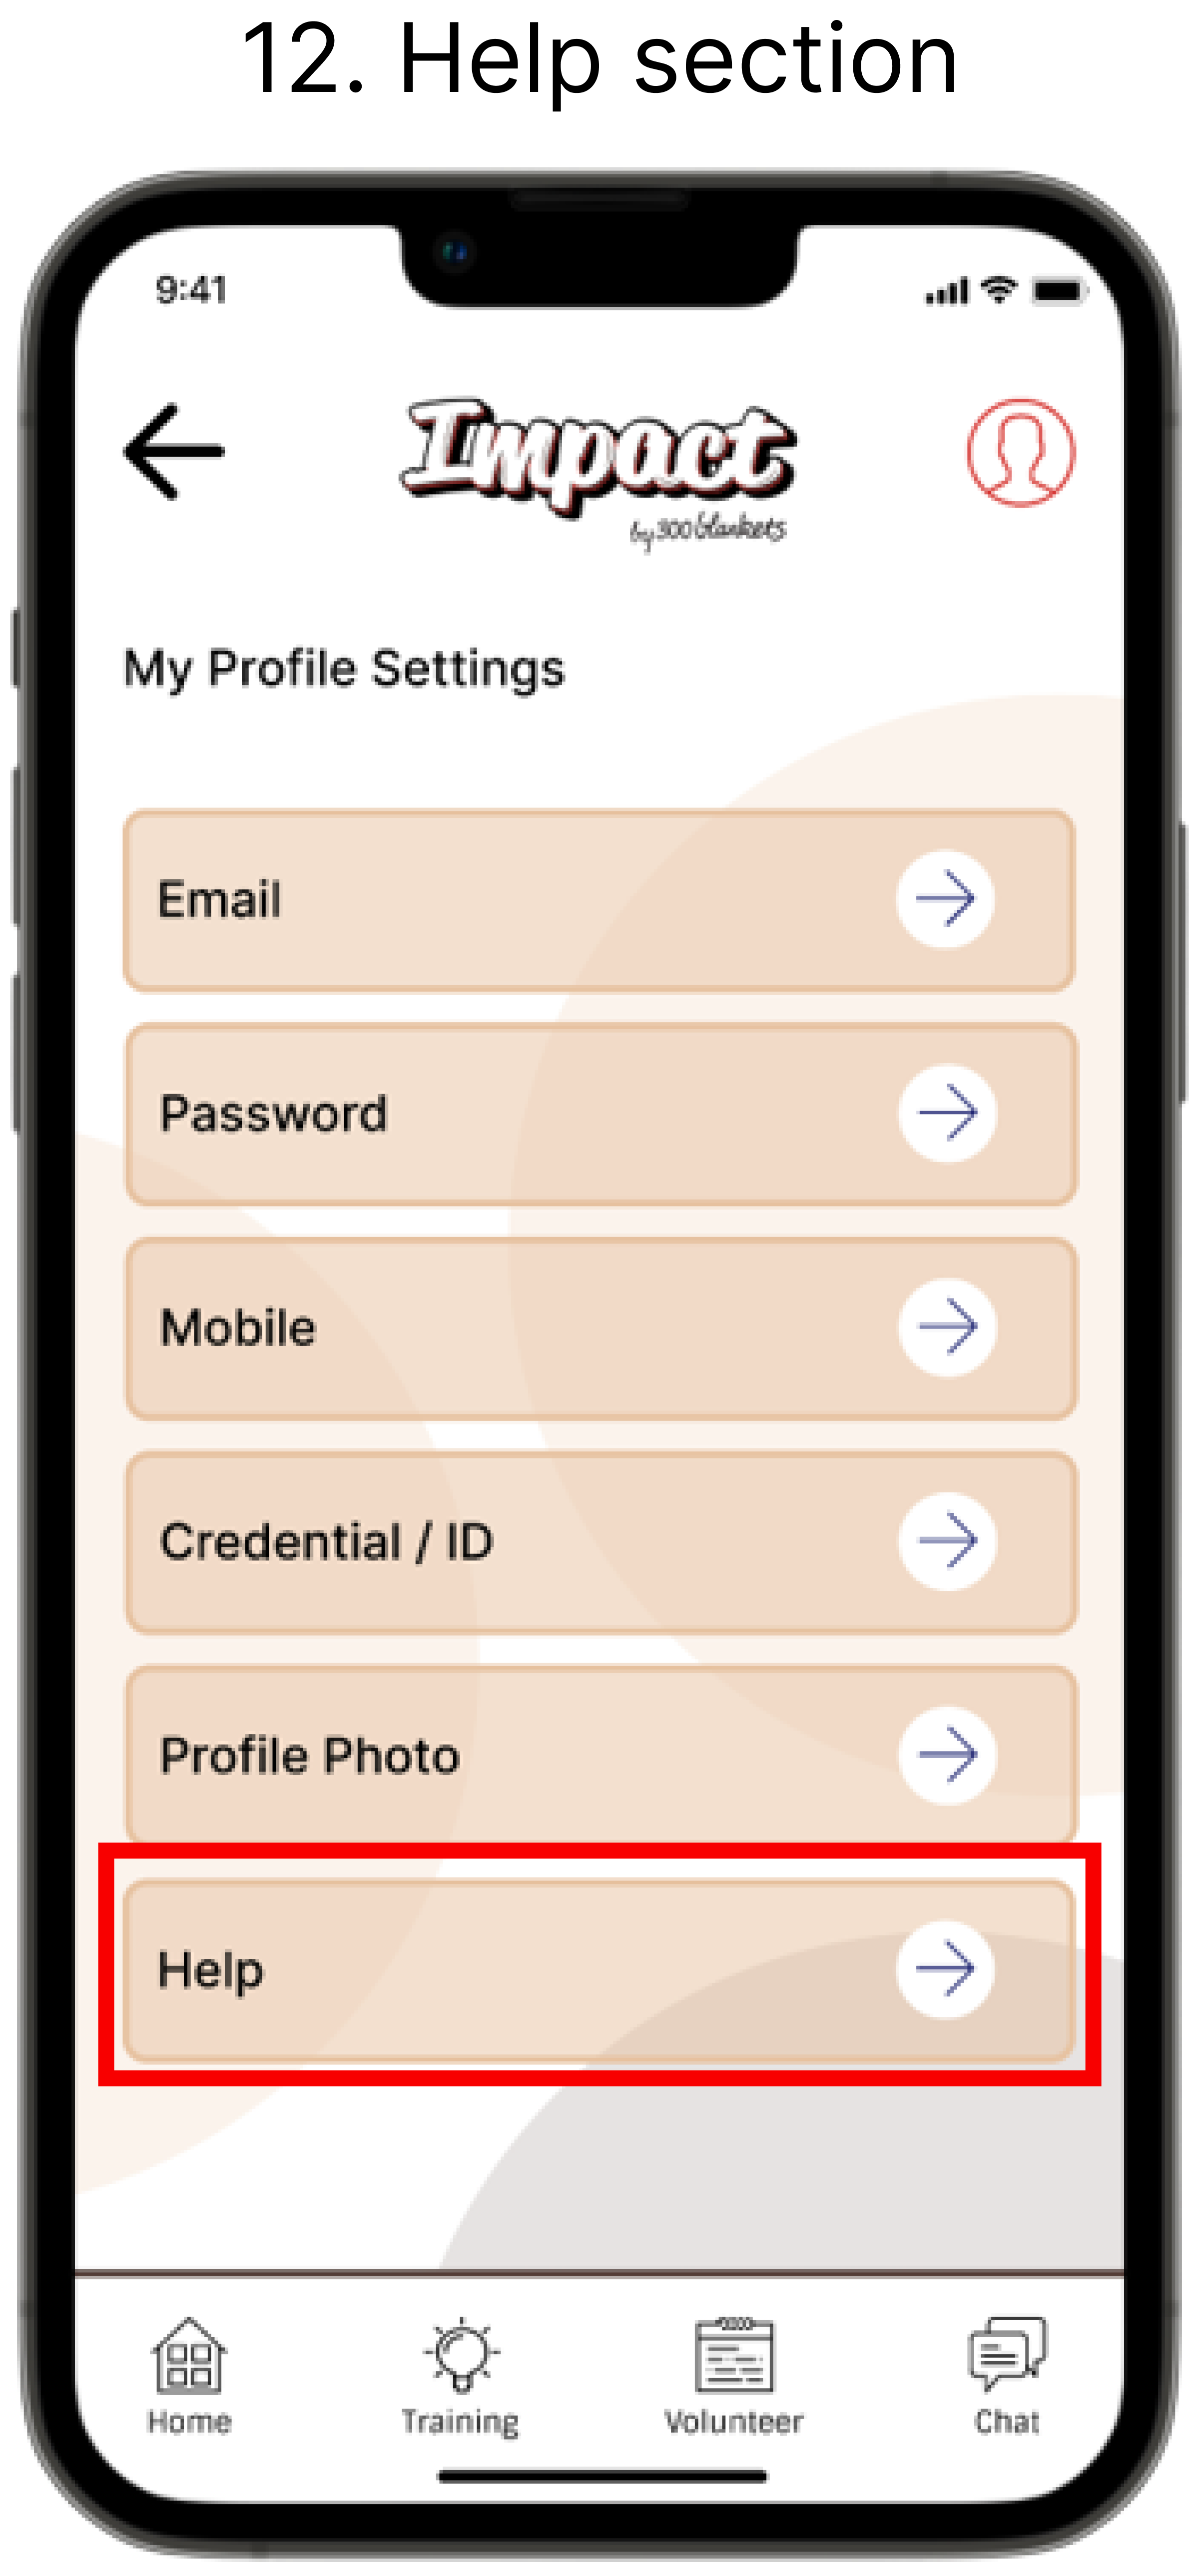 12. Help section
9:41
Impact
by 300 blankets
My Profile Settings
Email
Password
Mobile
Credential / ID
Profile Photo
Help
Home Training Volunteer Chat